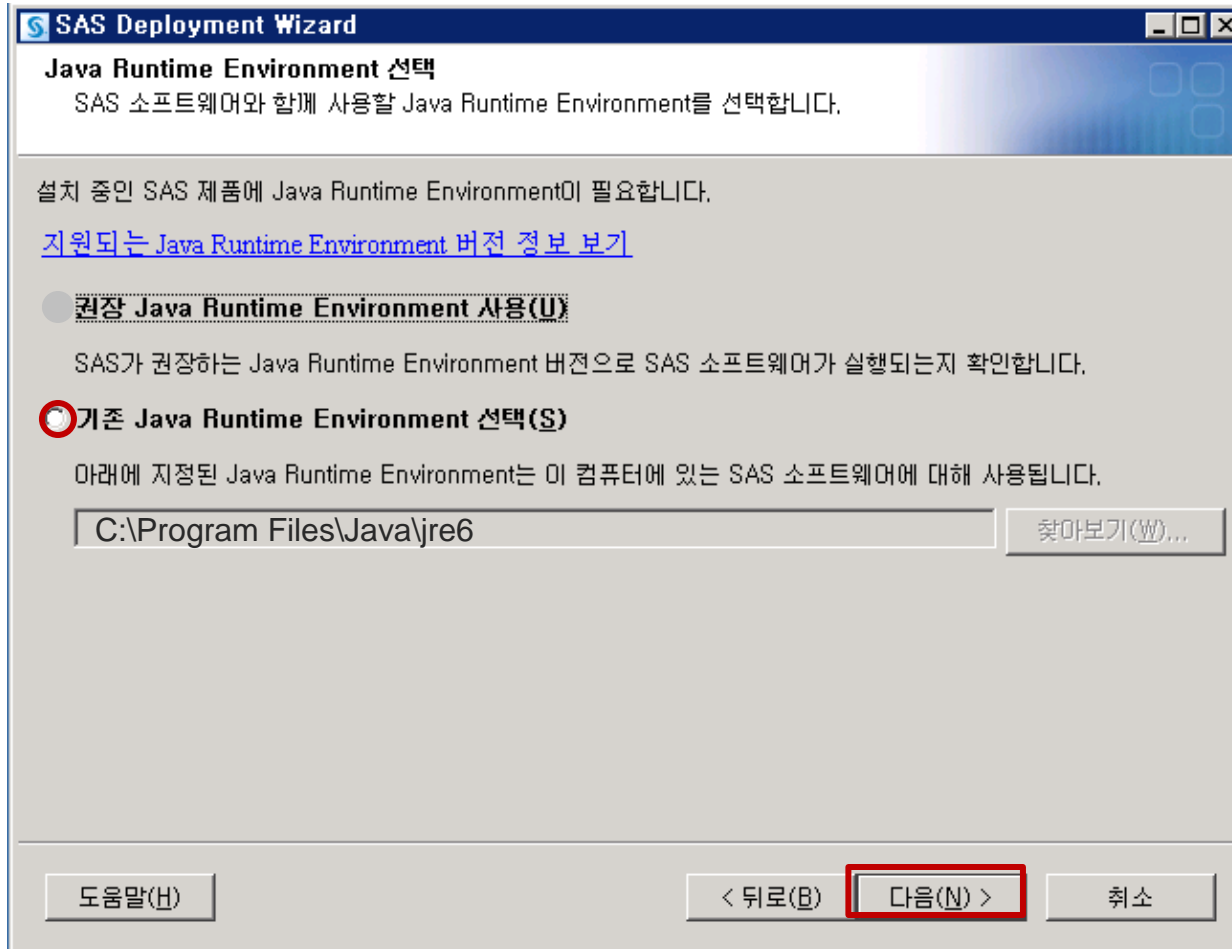 SAS Deployment Wizard
Java Runtime Environment 선택
SAS 소프트웨어와 함께 사용할 Java Runtime Environment를 선택합니다.
설치 중인 SAS 제품에 Java Runtime Environment이 필요합니다.
지원되는 Java Runtime Environment 버전 정보 보기
권장 Java Runtime Environment 사용(U)
SAS가 권장하는 Java Runtime Environment 버전으로 SAS 소프트웨어가 실행되는지 확인합니다.
기존 Java Runtime Environment 선택(S)
아래에 지정된 Java Runtime Environment는 이 컴퓨터에 있는 SAS 소프트웨어에 대해 사용됩니다.
C:\Program Files\Java\jre6
찾아보기(W)...
도움말(H)
< 뒤로(B)
다음(N) >
취소